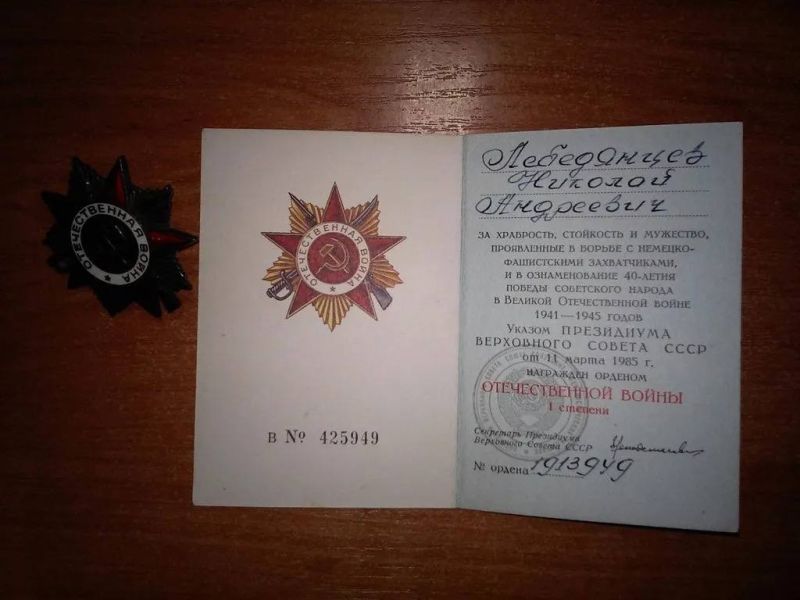 ОТЕЧЕСТВЕННАЯ ВОЙНА
ОТЕЧЕСТВЕННАЯ ВОЙНА
В № 425949
Лебедянцев
Николай
Андреевич
ЗА ХРАБРОСТЬ, СТОЙКОСТЬ И МУЖЕСТВО,
ПРОЯВЛЕННЫЕ В БОРЬБЕ С НЕМЕЦКО-
ФАШИСТСКИМИ ЗАХВАТЧИКАМИ,
И В ОЗНАМЕНОВАНИЕ 40-ЛЕТИЯ
ПОБЕДЫ СОВЕТСКОГО НАРОДА
В ВЕЛИКОЙ ОТЕЧЕСТВЕННОЙ ВОЙНЕ
1941—1945 ГОДОВ
УКАЗОМ ПРЕЗИДИУМА
ВЕРХОВНОГО СОВЕТА СССР
от 11 марта 1985 г.
НАГРАЖДЕН ОРДЕНОМ
ОТЕЧЕСТВЕННОЙ ВОЙНЫ
I степени
Секретарь Президиума
Верховного Совета СССР
№ ордена 1913949